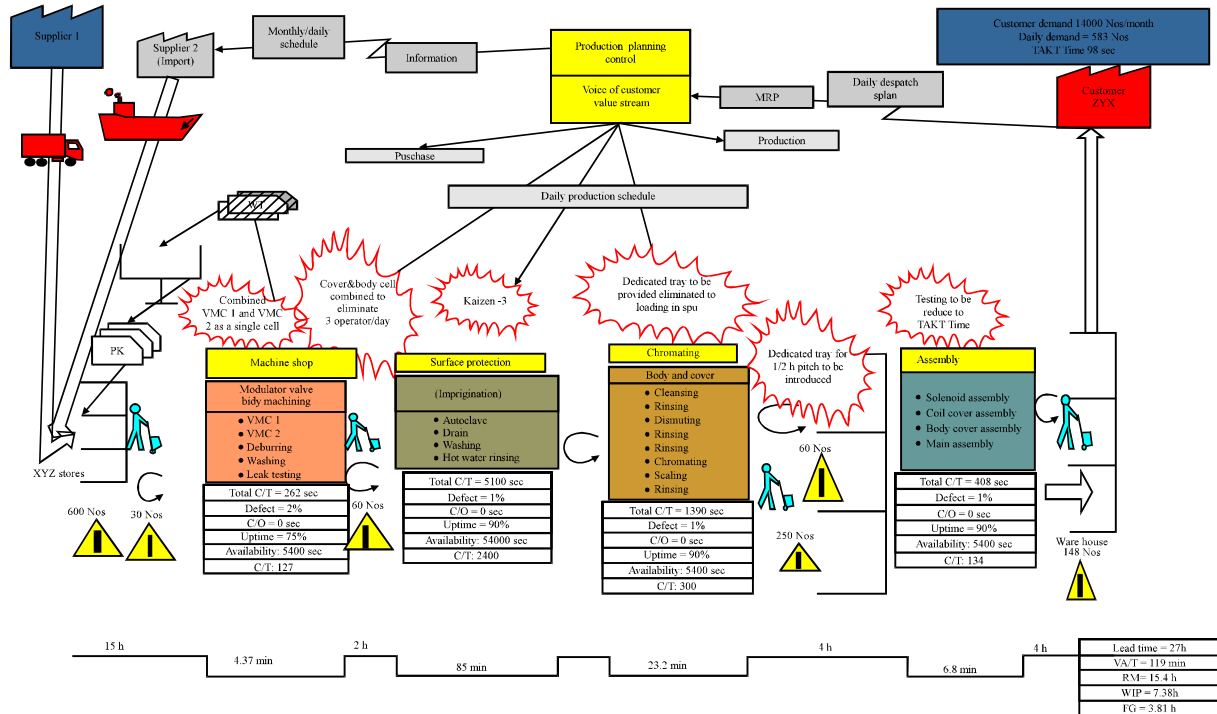 Supplier 1
Supplier 2
(Import)
Monthly/daily
schedule
Information
Production planning
control
Voice of customer
value stream
MRP
Daily despatch
splan
Customer demand 14000 Nos/month
Daily demand = 583 Nos
TAKT Time 98 sec
Customer
ZYX
Puschase
Production
Daily production schedule
WT
PK
XYZ stores
Combined
VMC 1 and VMC
2 as a single cell
Cover&body cell
combined to
eliminate
3 operator/day
Kaizen -3
Dedicated tray to be
provided eliminated to
loading in spu
Dedicated tray for
1/2 h pitch to be
introduced
Testing to be
reduce to
TAKT Time
600 Nos
30 Nos
Machine shop
Modulator valve
bidy machining
• VMC 1
• VMC 2
• Deburring
• Washing
• Leak testing
Total C/T = 262 sec
Defect = 2%
C/O = 0 sec
Uptime = 75%
Availability: 5400 sec
C/T: 127
60 Nos
Surface protection
(Imprigination)
• Autoclavc
• Drain
• Washing
• Hot water rinsing
Total C/T = 5100 sec
Defect = 1%
C/O = 0 sec
Uptime = 90%
Availability: 54000 sec
C/T: 2400
Chromating
Body and cover
• Cleansing
• Rinsing
• Dismuting
• Rinsing
• Rinsing
• Chromating
• Scaling
• Rinsing
Total C/T = 1390 sec
Defect = 1%
C/O = 0 sec
Uptime = 90%
Availability: 5400 sec
C/T: 300
60 Nos
250 Nos
Assembly
• Solenoid assembly
• Coil cover assembly
• Body cover assembly
• Main assembly
Total C/T = 408 sec
Defect = 1%
C/O = 0 sec
Uptime = 90%
Availability: 5400 sec
C/T: 134
Ware house
148 Nos
15 h
4.37 min
2 h
85 min
23.2 min
4 h
6.8 min
4 h
Lead time = 27h
VA/T = 119 min
RM= 15.4 h
WIP = 7.38h
FG = 3.81 h